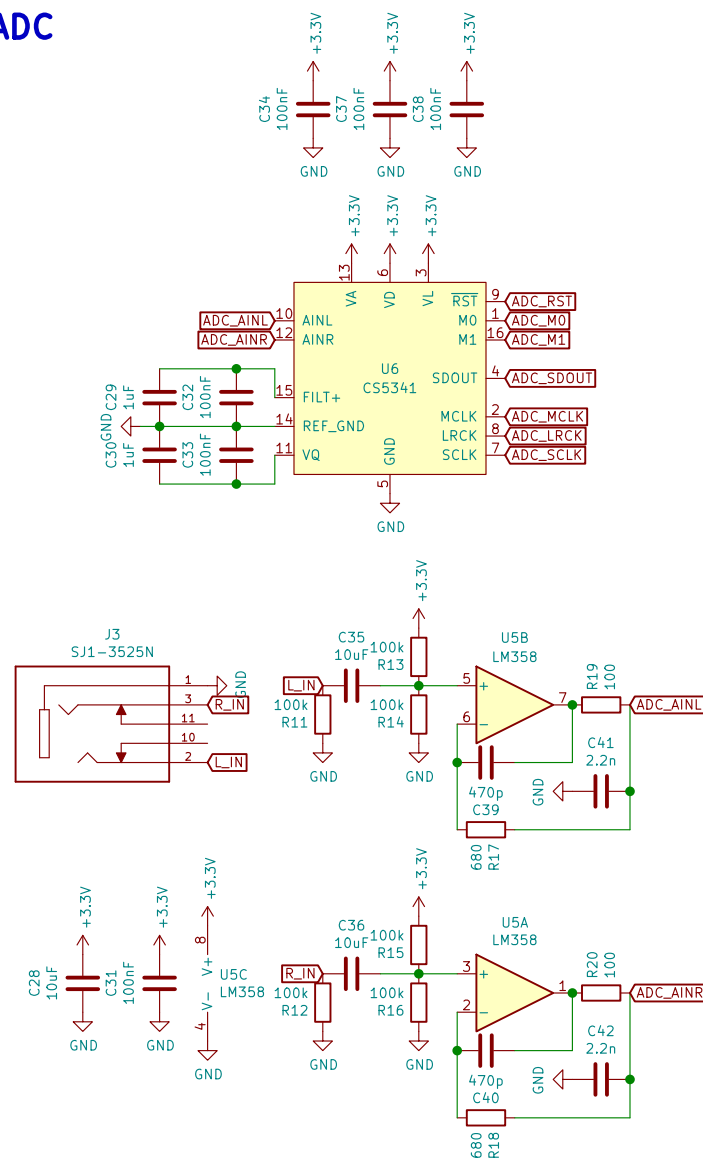 ADC
+3.3V
+3.3V
+3.3V
C34
100nF
C37
100nF
C38
100nF
GND
GND
GND
+3.3V
+3.3V
+3.3V
13
6
3
VA
VD
VL
RST
9
ADC_RST
ADC_AINL
10
AINL
M0
1
ADC_M0
ADC_AINR
12
AINR
M1
16
ADC_M1
U6
CS5341
SDOUT
4
ADC_SDOUT
C29
1uF
C32
100nF
15
FILT+
MCLK
2
ADC_MCLK
GND
14
REF_GND
LRCK
8
ADC_LRCK
C30
1uF
C33
100nF
11
VQ
GND
SCLK
7
ADC_SCLK
5
GND
J3
SJ1-3525N
1
GND
3
R_IN
11
10
2
L_IN
+3.3V
C35
10uF
100k
R13
U5B
LM358
L_IN
100k
R11
100k
R14
5
+
6
−
7
R19
100
ADC_AINL
GND
GND
470p
C39
C41
2.2n
GND
680
R17
+3.3V
C28
10uF
GND
+3.3V
C31
100nF
GND
+3.3V
8
V+
U5C
LM358
V-
4
GND
+3.3V
C36
10uF
100k
R15
U5A
LM358
R_IN
100k
R12
100k
R16
3
+
2
−
1
R20
100
ADC_AINR
GND
GND
470p
C40
C42
2.2n
GND
680
R18